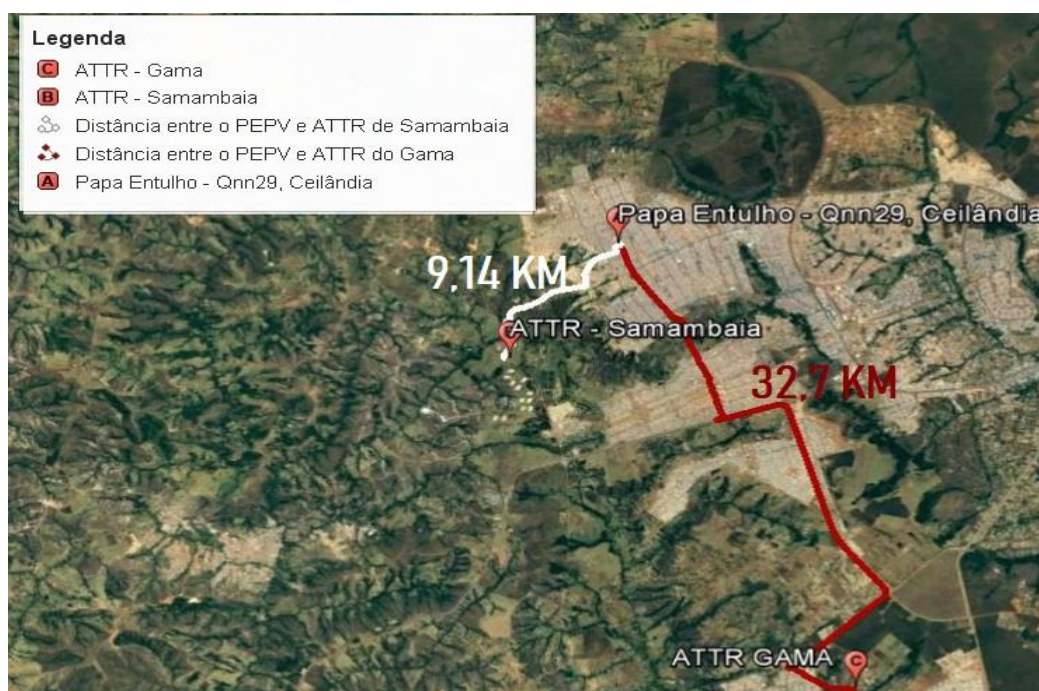 Legenda
C ATTR - Gama
B ATTR - Samambaia
Distância entre o PEPV e ATTR de Samambaia
Distância entre o PEPV e ATTR do Gama
A Papa Entulho - Qnn29, Ceilândia
Papa Entulho - Qnn29, Ceilândia
9,14 KM
ATTR - Samambaia
32,7 KM
ATTR GAMA
C